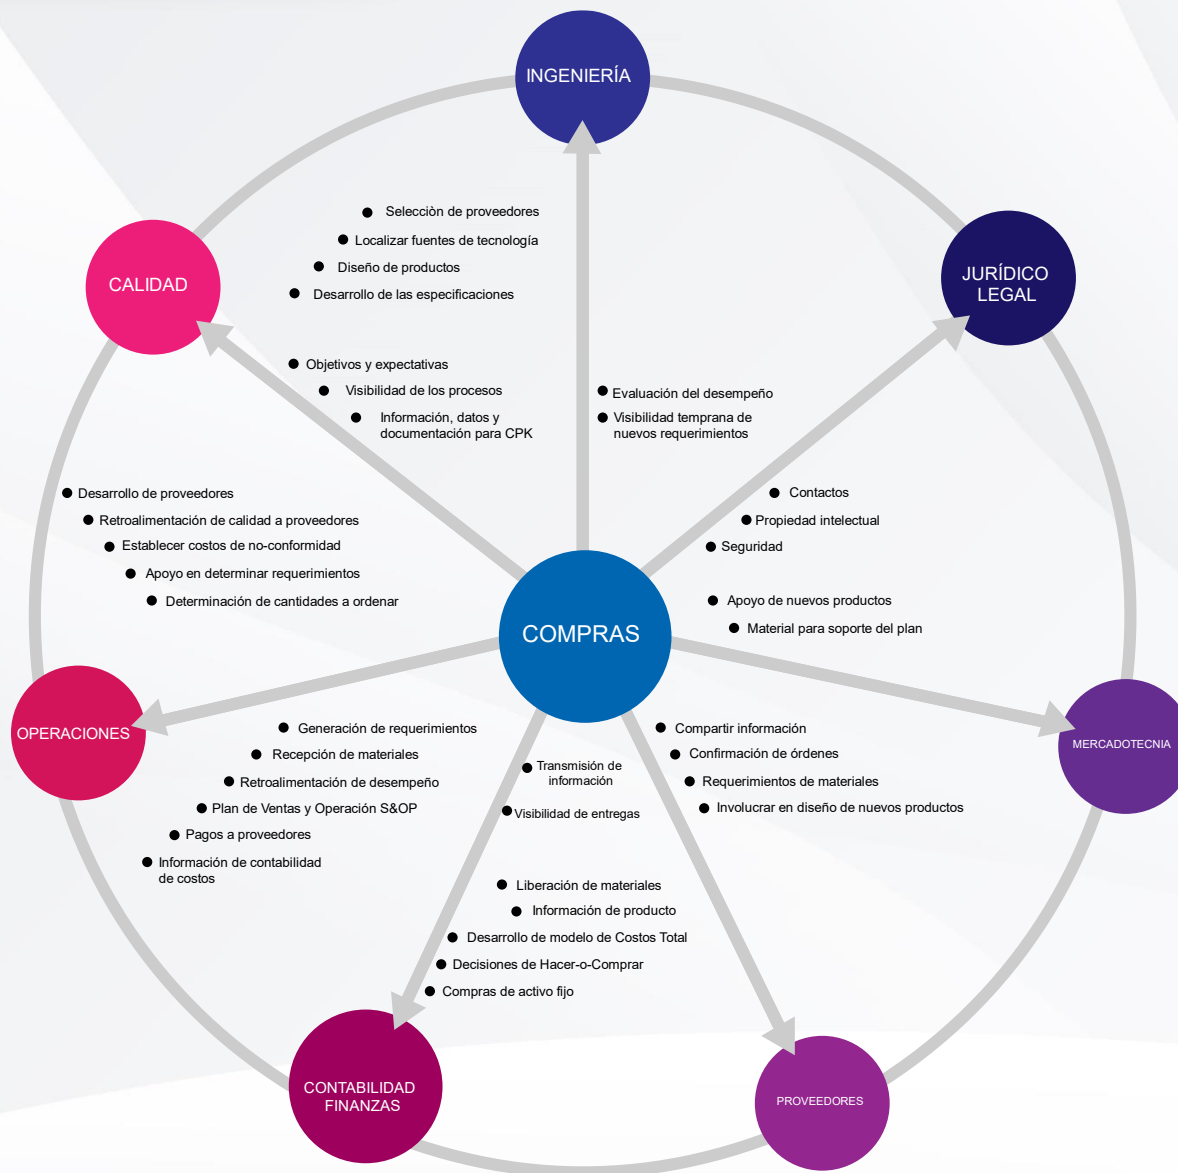 INGENIERÍA
Selecciòn de proveedores
Localizar fuentes de tecnología
Diseño de productos
Desarrollo de las especificaciones
CALIDAD
JURÍDICO
LEGAL
Objetivos y expectativas
Visibilidad de los procesos
Información, datos y
documentación para CPK
Evaluación del desempeño
Visibilidad temprana de
nuevos requerimientos
Desarrollo de proveedores
Retroalimentación de calidad a proveedores
Establecer costos de no-conformidad
Apoyo en determinar requerimientos
Determinación de cantidades a ordenar
Contactos
Propiedad intelectual
Seguridad
COMPRAS
Apoyo de nuevos productos
Material para soporte del plan
OPERACIONES
MERCADOTECNIA
Generación de requerimientos
Recepción de materiales
Retroalimentación de desempeño
Plan de Ventas y Operación S&OP
Pagos a proveedores
Información de contabilidad
de costos
Transmisión de
información
Visibilidad de entregas
Compartir información
Confirmación de órdenes
Requerimientos de materiales
Involucrar en diseño de nuevos productos
Liberación de materiales
Información de producto
Desarrollo de modelo de Costos Total
Decisiones de Hacer-o-Comprar
Compras de activo fijo
CONTABILIDAD
FINANZAS
PROVEEDORES